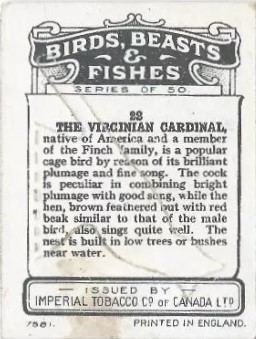 BIRDS, BEASTS
&
FISHES
SERIES OF 50.
22
THE VIRGINIAN CARDINAL,
native of America and a member
of the Finch family, is a popular
cage bird by reason of its brilliant
plumage and fine song. The cock
is peculiar in combining bright
plumage with good song, while the
hen, brown feathered but with red
beak similar to that of the male
bird, also sings quite well. The
nest is built in low trees or bushes
near water.
ISSUED BY
IMPERIAL TOBACCO CO OF CANADA LTD
7581. PRINTED IN ENGLAND.